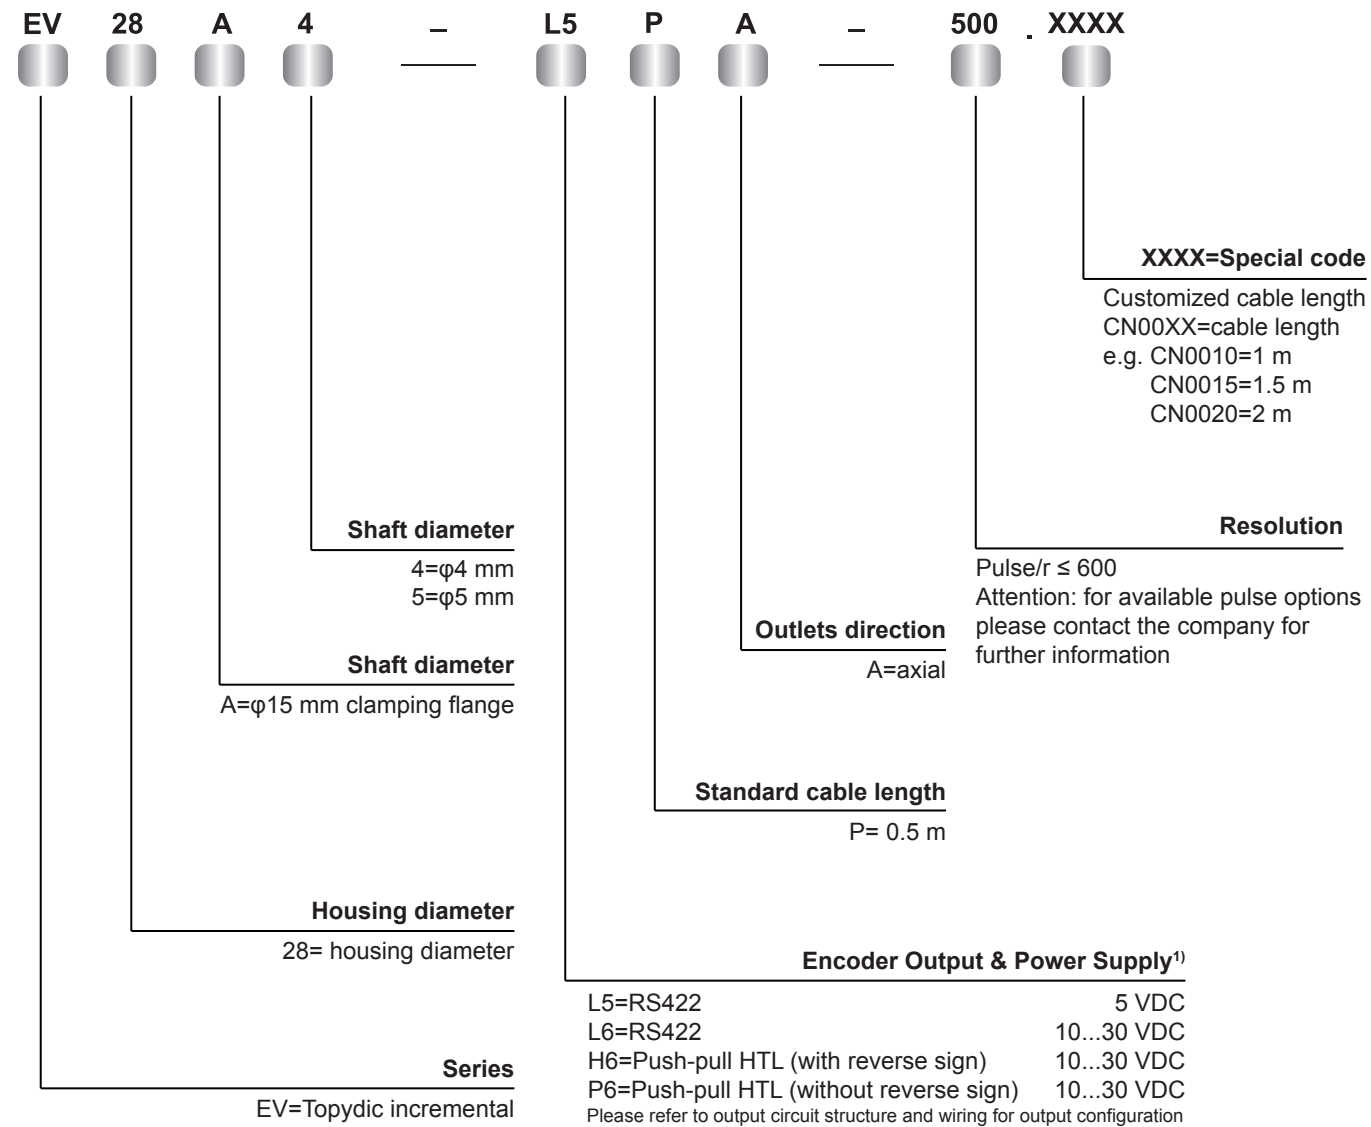 EV 28 A 4 – L5 P A – 500 . XXXX
XXXX=Special code
Customized cable length
CN00XX=cable length
e.g. CN0010=1 m
CN0015=1.5 m
CN0020=2 m
Resolution
Pulse/r ≤ 600
Attention: for available pulse options
please contact the company for
further information
Shaft diameter
4=φ4 mm
5=φ5 mm
Outlets direction
A=axial
Shaft diameter
A=φ15 mm clamping flange
Standard cable length
P= 0.5 m
Housing diameter
28= housing diameter
Encoder Output & Power Supply¹⁾
L5=RS422 5 VDC
L6=RS422 10...30 VDC
H6=Push-pull HTL (with reverse sign) 10...30 VDC
P6=Push-pull HTL (without reverse sign) 10...30 VDC
Please refer to output circuit structure and wiring for output configuration
Series
EV=Topydic incremental